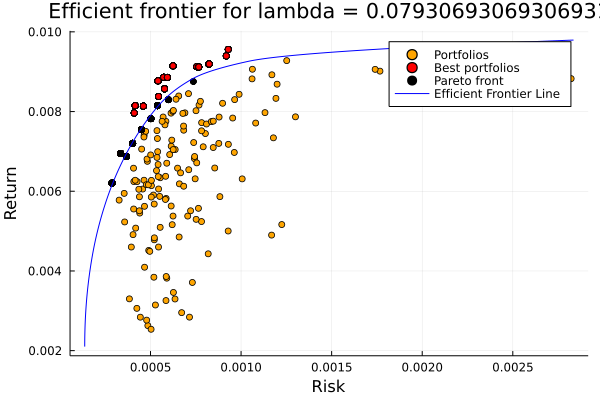 Efficient frontier for lambda = 0.0793069306930693
0.010
0.008
0.006
0.004
0.002
Return
Portfolios
Best portfolios
Pareto front
Efficient Frontier Line
0.0005
0.0010
0.0015
0.0020
0.0025
Risk